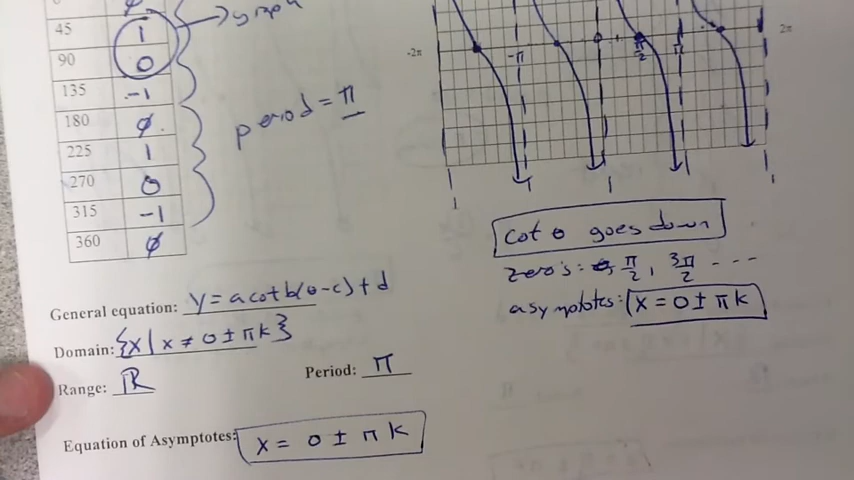 ø
45 1
graph
90 0
135 -1
180 ø
225 1
270 0
315 -1
360 ø
period = π
-2π
-π
π/2
π
2π
cot θ goes down
zero's: π/2, 3π/2 ---
asymptotes: x = 0 ± πk
General equation: y = a cot b(θ-c) + d
Domain: {x | x ≠ 0 ± πk}
Range: ℝ
Period: π
Equation of Asymptotes: x = 0 ± πk